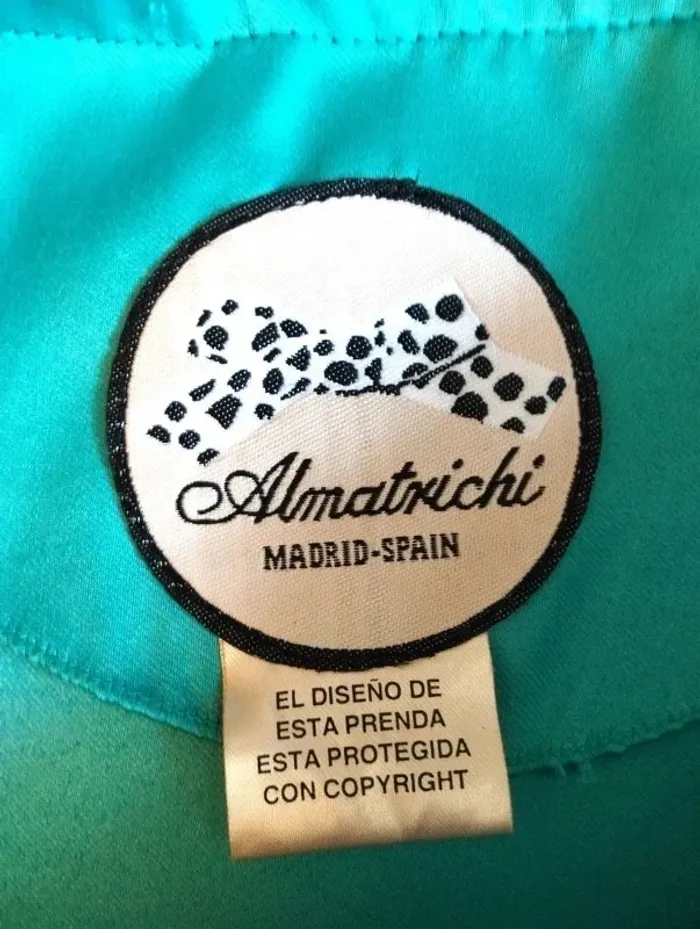 Almatrichi
MADRID-SPAIN
EL DISEÑO DE
ESTA PRENDA
ESTA PROTEGIDA
CON COPYRIGHT